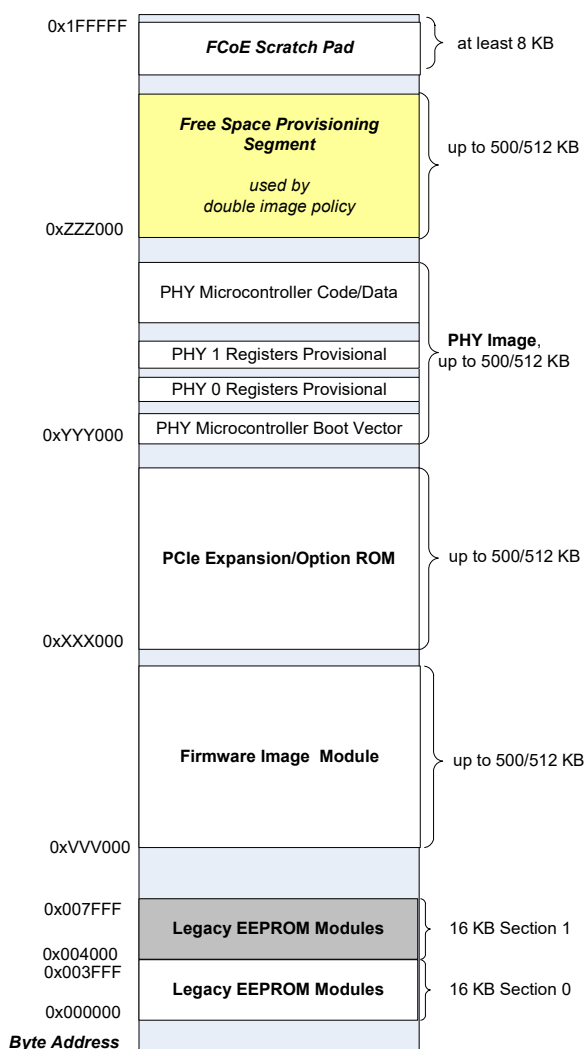 0x1FFFFF
FCoE Scratch Pad
at least 8 KB
Free Space Provisioning
Segment
used by
double image policy
up to 500/512 KB
0xZZZ000
PHY Microcontroller Code/Data
PHY 1 Registers Provisional
PHY 0 Registers Provisional
PHY Microcontroller Boot Vector
PHY Image,
up to 500/512 KB
0xYYY000
PCIe Expansion/Option ROM
up to 500/512 KB
0xXXX000
Firmware Image Module
up to 500/512 KB
0xVVV000
0x007FFF
Legacy EEPROM Modules
16 KB Section 1
0x004000
0x003FFF
Legacy EEPROM Modules
16 KB Section 0
0x000000
Byte Address